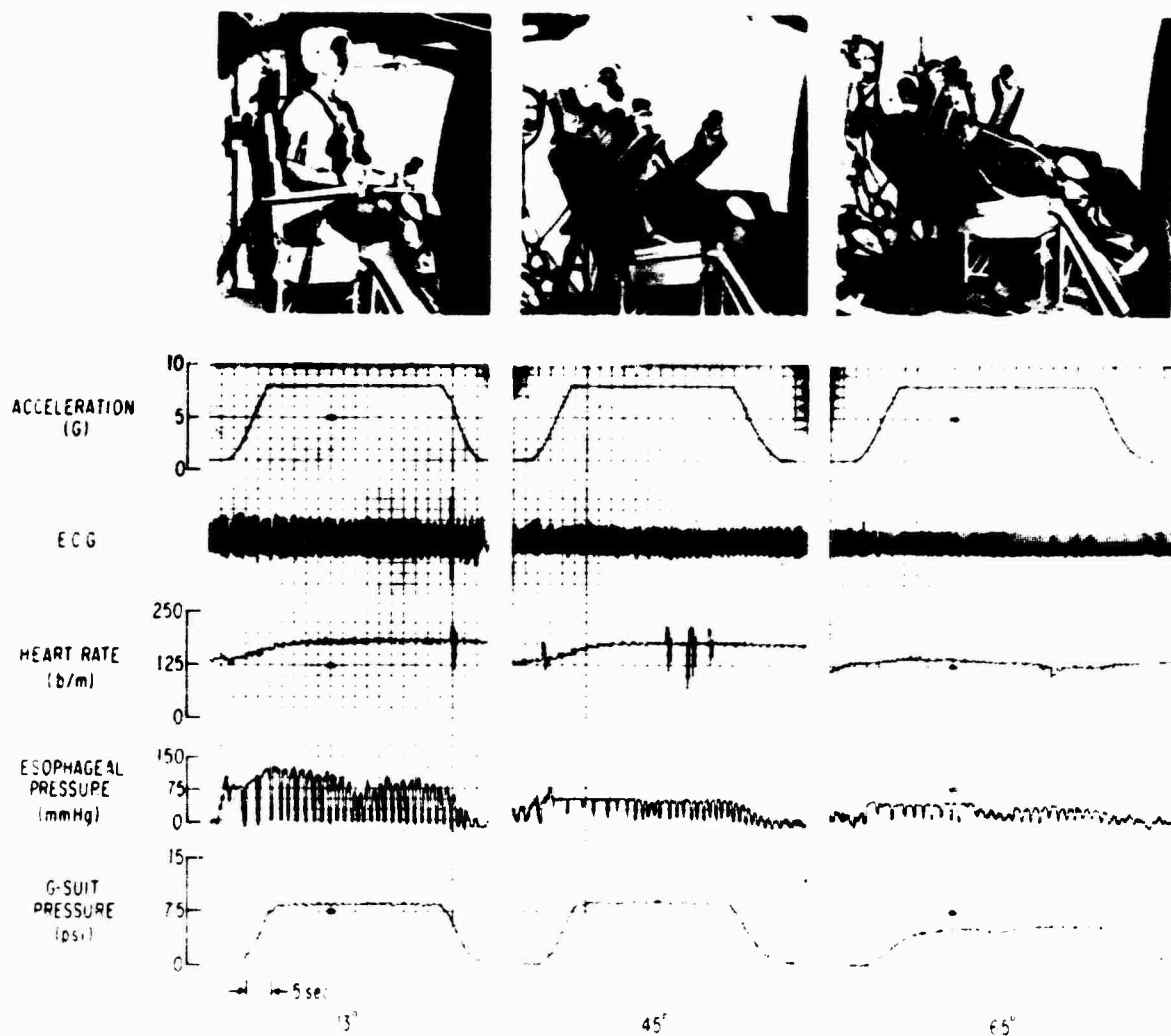 10
ACCELERATION
(G)
5
0
ECG
250
HEART RATE
(b/m)
125
0
150
ESOPHAGEAL
PRESSURE
(mmHg)
75
0
15
G-SUIT
PRESSURE
(psi)
7.5
0
5 sec
13°
45°
65°